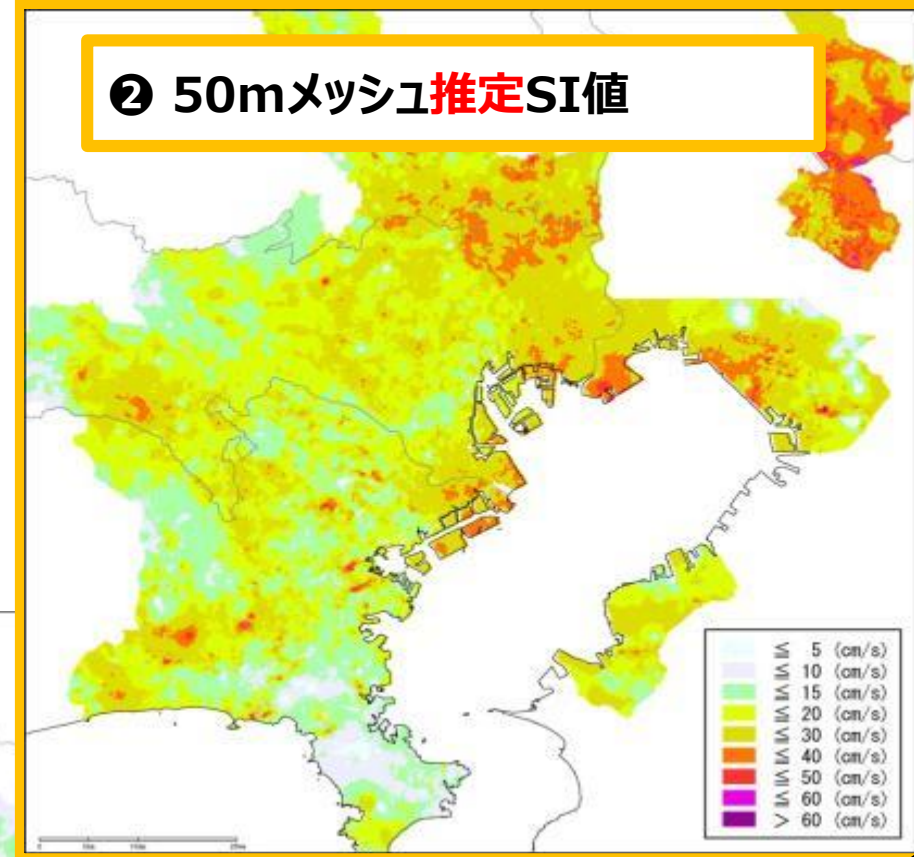 ❷ 50mメッシュ推定SI値
≦ 5 (cm/s)
≦ 10 (cm/s)
≦ 15 (cm/s)
≦ 20 (cm/s)
≦ 30 (cm/s)
≦ 40 (cm/s)
≦ 50 (cm/s)
≦ 60 (cm/s)
> 60 (cm/s)